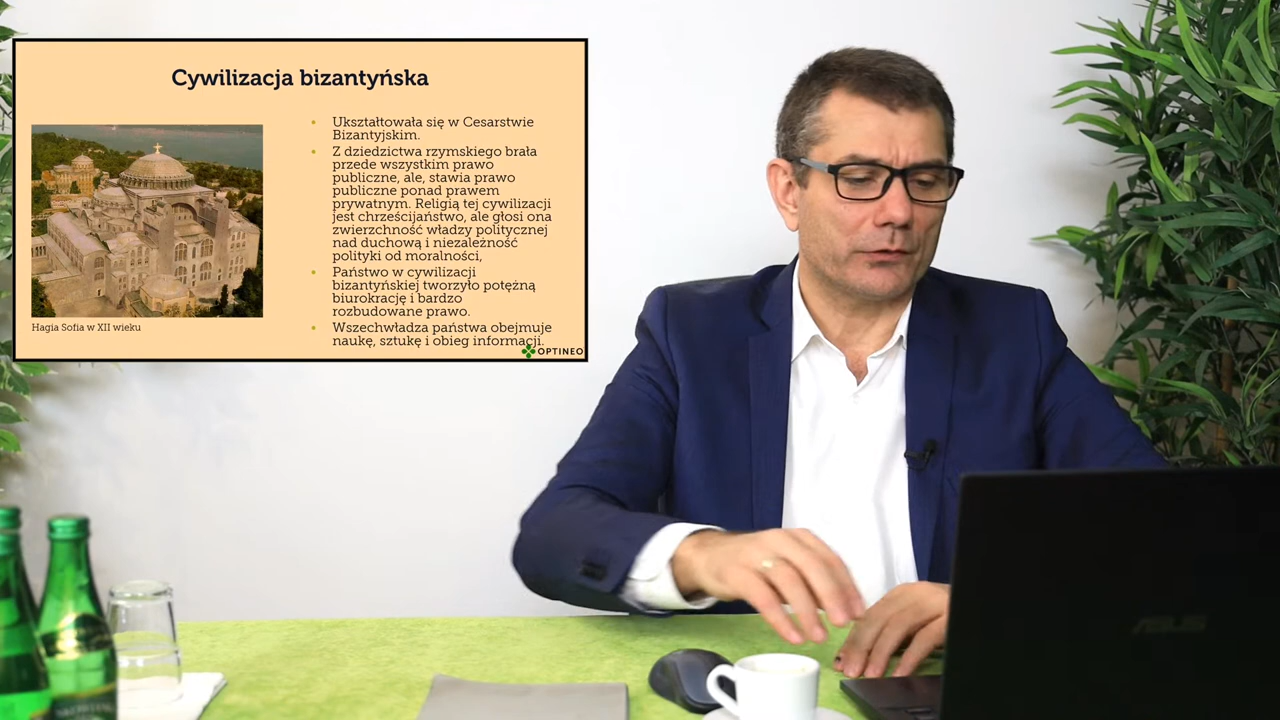 Cywilizacja bizantyńska
Ukształtowała się w Cesarstwie
Bizantyjskim.
Z dziedzictwa rzymskiego brała
przede wszystkim prawo
publiczne, ale, stawia prawo
publiczne ponad prawem
prywatnym. Religią tej cywilizacji
jest chrześcijaństwo, ale głosi ona
zwierzchność władzy politycznej
nad duchową i niezależność
polityki od moralności,
Państwo w cywilizacji
bizantyńskiej tworzyło potężną
biurokrację i bardzo
rozbudowane prawo.
Wszechwładza państwa obejmuje
naukę, sztukę i obieg informacji.
Hagia Sofia w XII wieku
OPTINEO
ASUS